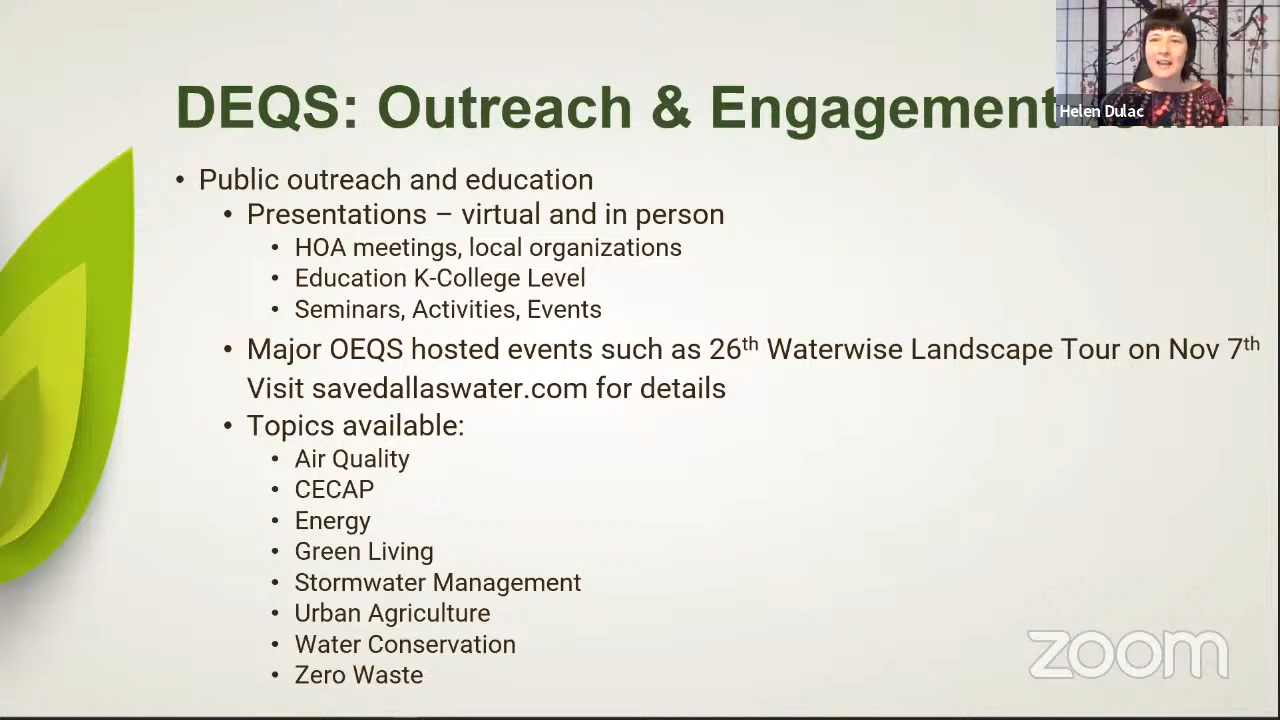 Helen Dulac
DEQS: Outreach & Engagement
• Public outreach and education
• Presentations – virtual and in person
• HOA meetings, local organizations
• Education K-College Level
• Seminars, Activities, Events
• Major OEQS hosted events such as 26th Waterwise Landscape Tour on Nov 7th
Visit savedallaswater.com for details
• Topics available:
• Air Quality
• CECAP
• Energy
• Green Living
• Stormwater Management
• Urban Agriculture
• Water Conservation
• Zero Waste
zoom